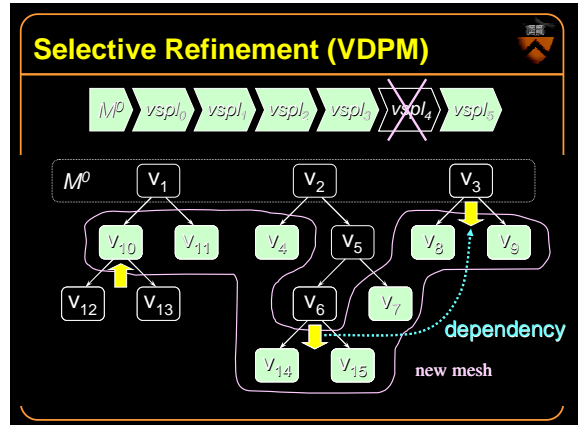 Selective Refinement (VDPM)
M⁰ vspl₀ vspl₁ vspl₂ vspl₃ vspl₄ vspl₅
M⁰ v₁ v₂ v₃
v₁₀ v₁₁ v₄ v₅ v₈ v₉
v₁₂ v₁₃ v₆ v₇
dependency
v₁₄ v₁₅
new mesh